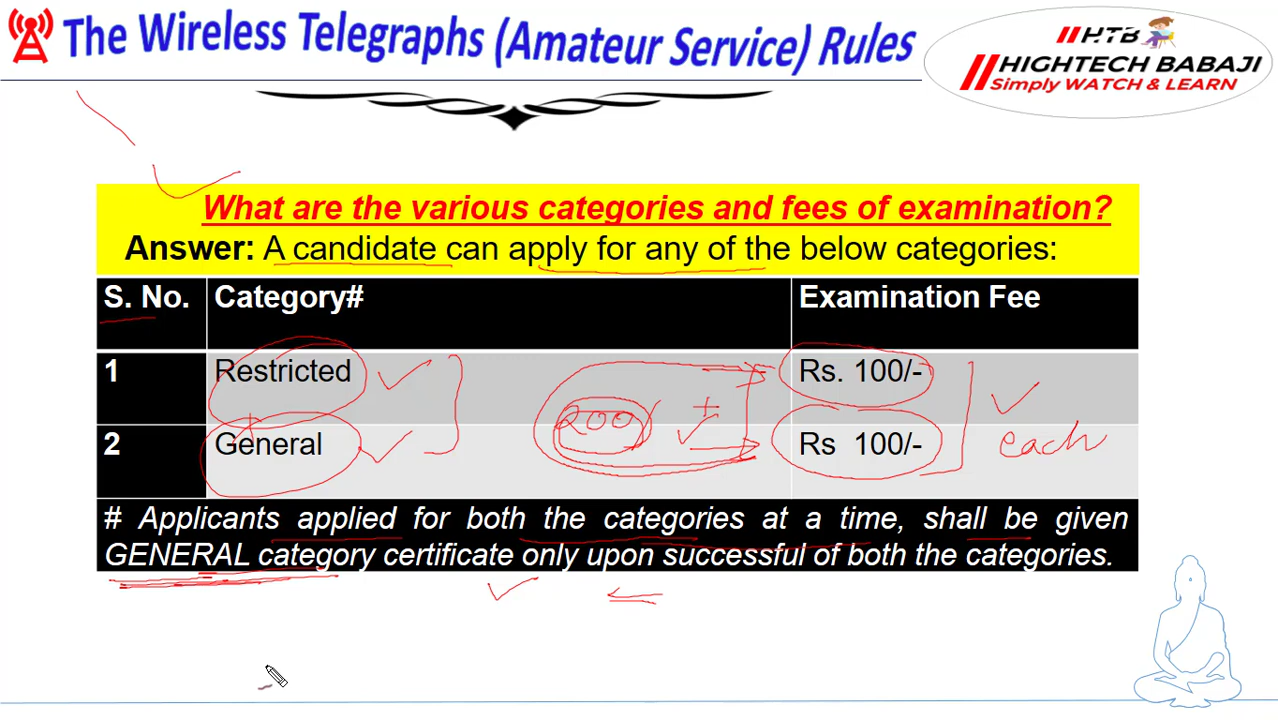 The Wireless Telegraphs (Amateur Service) Rules
HTB
HIGHTECH BABAJI
Simply WATCH & LEARN
What are the various categories and fees of examination?
Answer: A candidate can apply for any of the below categories:
S. No. Category# Examination Fee
1 Restricted Rs. 100/-
2 General 200/ Rs 100/- each
# Applicants applied for both the categories at a time, shall be given
GENERAL category certificate only upon successful of both the categories.